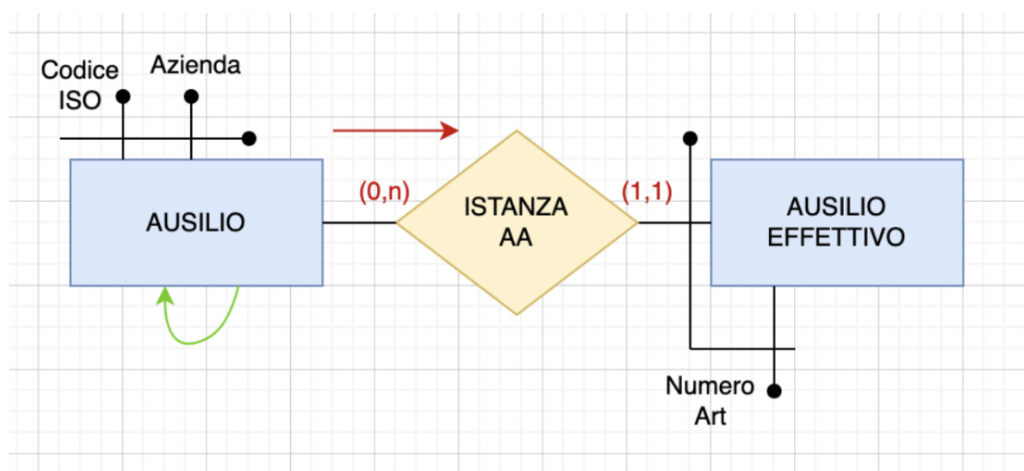 Codice
ISO
Azienda
AUSILIO
(0,n)
ISTANZA
AA
(1,1)
AUSILIO
EFFETTIVO
Numero
Art